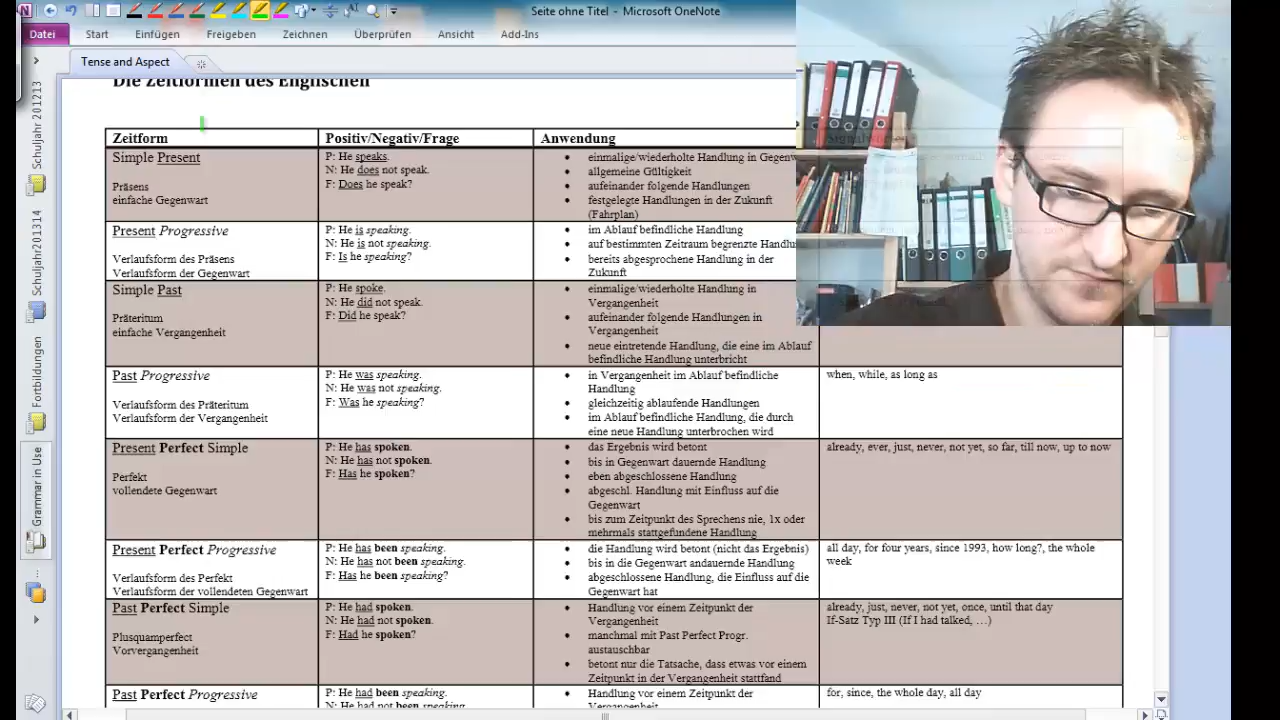 Seite ohne Titel - Microsoft OneNote
Datei Start Einfügen Freigeben Zeichnen Überprüfen Ansicht Add-Ins
Tense and Aspect
Schuljahr 201213
Schuljahr201314
Fortbildungen
Grammar in Use
Die Zeitformen des Englischen
Zeitform Positiv/Negativ/Frage Anwendung
Simple Present
Präsens
einfache Gegenwart
P: He speaks.
N: He does not speak.
F: Does he speak?
einmalige/wiederholte Handlung in Gegenw
allgemeine Gültigkeit
aufeinander folgende Handlungen
festgelegte Handlungen in der Zukunft
(Fahrplan)
Present Progressive
Verlaufsform des Präsens
Verlaufsform der Gegenwart
P: He is speaking.
N: He is not speaking.
F: Is he speaking?
im Ablauf befindliche Handlung
auf bestimmten Zeitraum begrenzte Handlu
bereits abgesprochene Handlung in der
Zukunft
Simple Past
Präteritum
einfache Vergangenheit
P: He spoke.
N: He did not speak.
F: Did he speak?
einmalige/wiederholte Handlung in
Vergangenheit
aufeinander folgende Handlungen in
Vergangenheit
neue eintretende Handlung, die eine im Ablauf
befindliche Handlung unterbricht
Past Progressive
Verlaufsform des Präteritum
Verlaufsform der Vergangenheit
P: He was speaking.
N: He was not speaking.
F: Was he speaking?
in Vergangenheit im Ablauf befindliche
Handlung
gleichzeitig ablaufende Handlungen
im Ablauf befindliche Handlung, die durch
eine neue Handlung unterbrochen wird
when, while, as long as
Present Perfect Simple
Perfekt
vollendete Gegenwart
P: He has spoken.
N: He has not spoken.
F: Has he spoken?
das Ergebnis wird betont
bis in Gegenwart dauernde Handlung
eben abgeschlossene Handlung
abgeschl. Handlung mit Einfluss auf die
Gegenwart
bis zum Zeitpunkt des Sprechens nie, 1x oder
mehrmals stattgefundene Handlung
already, ever, just, never, not yet, so far, till now, up to now
Present Perfect Progressive
Verlaufsform des Perfekt
Verlaufsform der vollendeten Gegenwart
P: He has been speaking.
N: He has not been speaking.
F: Has he been speaking?
die Handlung wird betont (nicht das Ergebnis)
bis in die Gegenwart andauernde Handlung
abgeschlossene Handlung, die Einfluss auf die
Gegenwart hat
all day, for four years, since 1993, how long?, the whole
week
Past Perfect Simple
Plusquamperfect
Vorvergangenheit
P: He had spoken.
N: He had not spoken.
F: Had he spoken?
Handlung vor einem Zeitpunkt der
Vergangenheit
manchmal mit Past Perfect Progr.
austauschbar
betont nur die Tatsache, dass etwas vor einem
Zeitpunkt in der Vergangenheit stattfand
already, just, never, not yet, once, until that day
If-Satz Typ III (If I had talked, …)
Past Perfect Progressive
P: He had been speaking.
N: He had not been speaking.
Handlung vor einem Zeitpunkt der
Vergangenheit
for, since, the whole day, all day